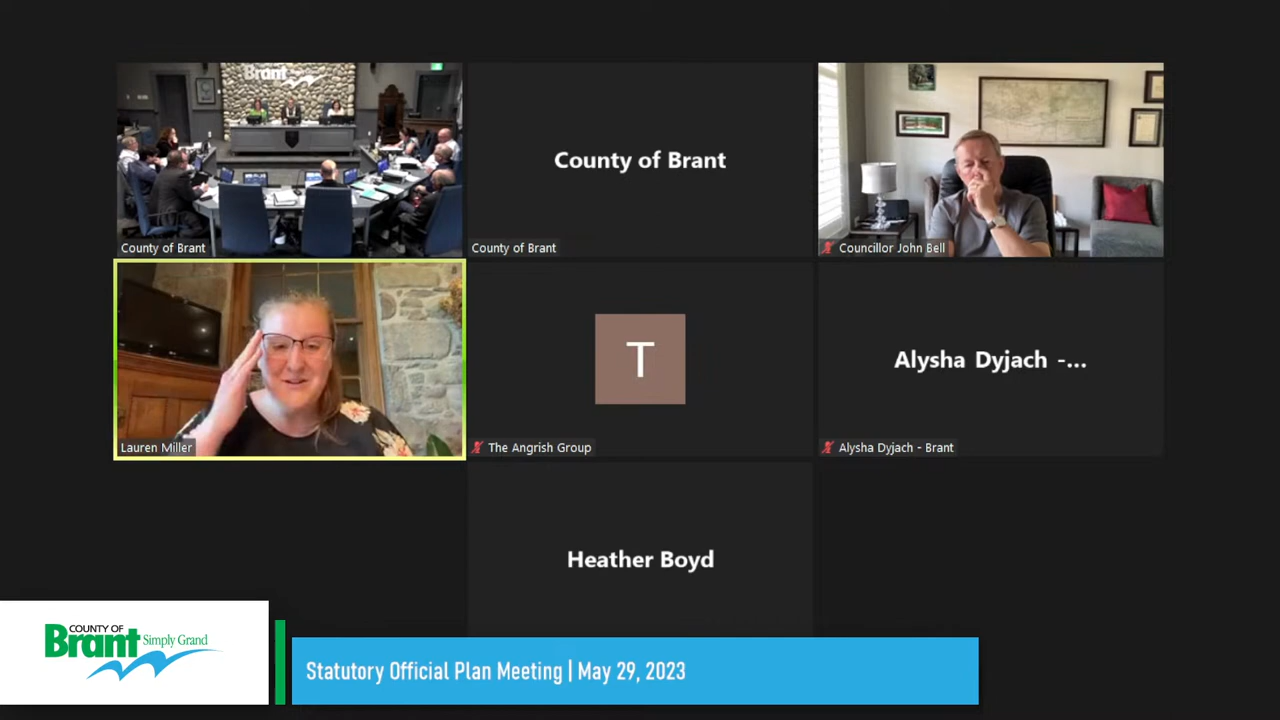 Brant
County of Brant
County of Brant
County of Brant
Councillor John Bell
Lauren Miller
T
The Angrish Group
Alysha Dyjach -...
Alysha Dyjach - Brant
Heather Boyd
COUNTY OF
Brant Simply Grand
Statutory Official Plan Meeting | May 29, 2023